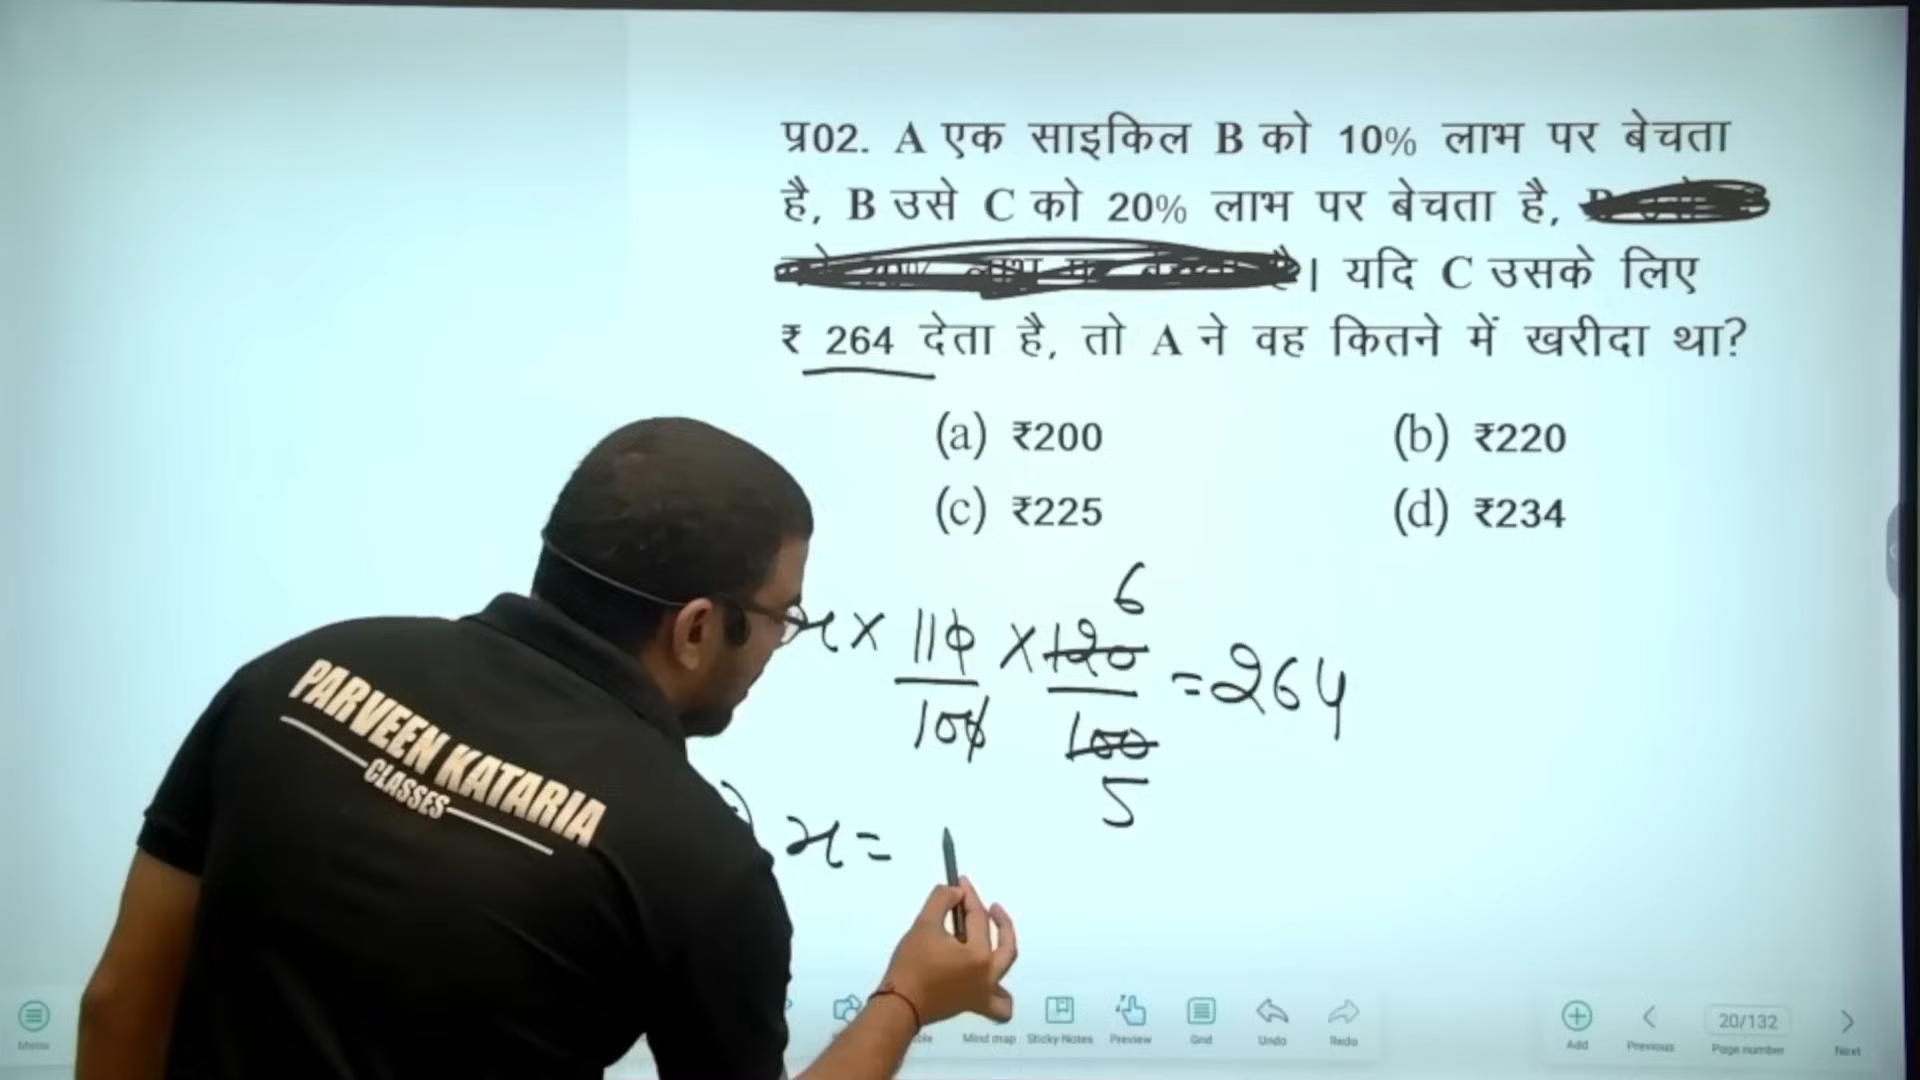 प्र02. A एक साइकिल B को 10% लाभ पर बेचता
है, B उसे C को 20% लाभ पर बेचता है,
। यदि C उसके लिए
₹ 264 देता है, तो A ने वह कितने में खरीदा था?
(a) ₹200 (b) ₹220
(c) ₹225 (d) ₹234
6
x × 110 × 120 = 264
100 100
5
x =
PARVEEN KATARIA
CLASSES
Menu Mind map Sticky-Notes Preview Grid Undo Redo Add Previous 20/132 Page number Next